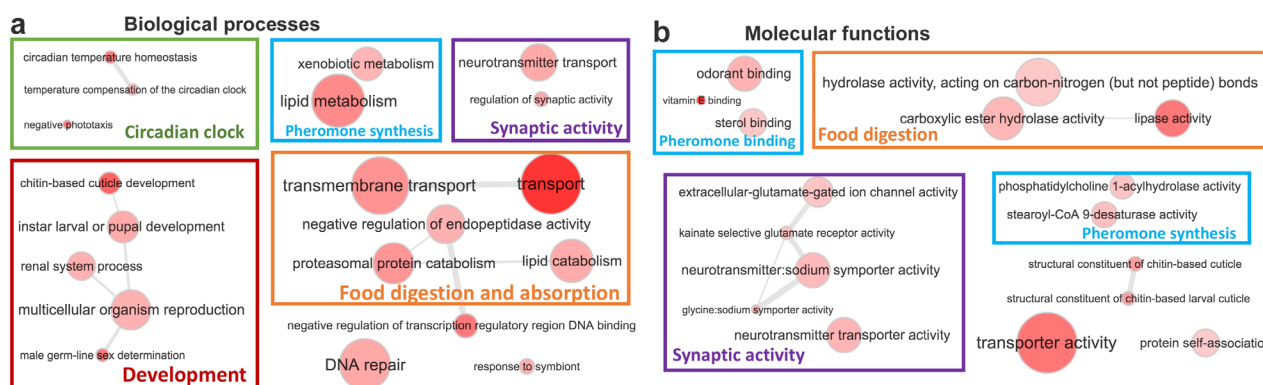 a
Biological processes
circadian temperature homeostasis
temperature compensation of the circadian clock
negative phototaxis
Circadian clock
xenobiotic metabolism
lipid metabolism
Pheromone synthesis
neurotransmitter transport
regulation of synaptic activity
Synaptic activity
chitin-based cuticle development
instar larval or pupal development
renal system process
multicellular organism reproduction
male germ-line sex determination
Development
transmembrane transport
transport
negative regulation of endopeptidase activity
proteasomal protein catabolism
lipid catabolism
Food digestion and absorption
negative regulation of transcription regulatory region DNA binding
DNA repair
response to symbiont
b
Molecular functions
odorant binding
vitamin E binding
sterol binding
Pheromone binding
hydrolase activity, acting on carbon-nitrogen (but not peptide) bonds
carboxylic ester hydrolase activity
lipase activity
Food digestion
extracellular-glutamate-gated ion channel activity
kainate selective glutamate receptor activity
neurotransmitter:sodium symporter activity
glycine:sodium symporter activity
neurotransmitter transporter activity
Synaptic activity
phosphatidylcholine 1-acylhydrolase activity
stearoyl-CoA 9-desaturase activity
Pheromone synthesis
structural constituent of chitin-based cuticle
structural constituent of chitin-based larval cuticle
transporter activity
protein self-associatio